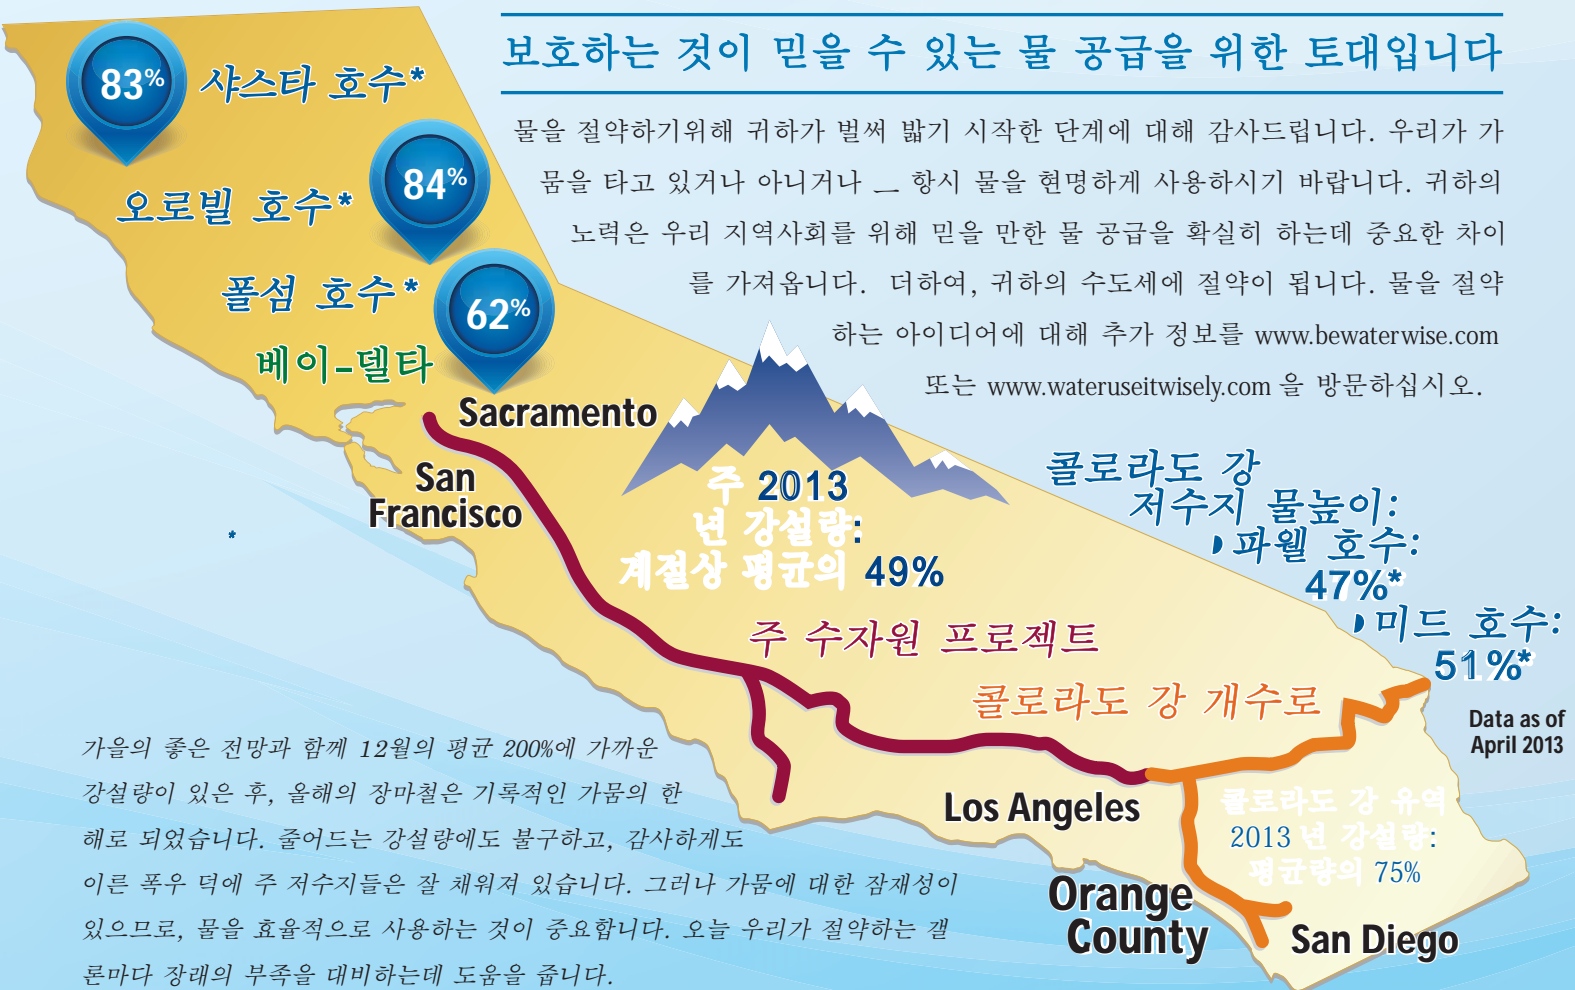 보호하는 것이 믿을 수 있는 물 공급을 위한 토대입니다
물을 절약하기위해 귀하가 벌써 밟기 시작한 단계에 대해 감사드립니다. 우리가 가
뭄을 타고 있거나 아니거나 — 항시 물을 현명하게 사용하시기 바랍니다. 귀하의
노력은 우리 지역사회를 위해 믿을 만한 물 공급을 확실히 하는데 중요한 차이
를 가져옵니다. 더하여, 귀하의 수도세에 절약이 됩니다. 물을 절약
하는 아이디어에 대해 추가 정보를 www.bewaterwise.com
또는 www.wateruseitwisely.com 을 방문하십시오.
83% 샤스타 호수*
오로빌 호수* 84%
폴섬 호수* 62%
베이-델타
Sacramento
San
Francisco
*
주 2013
년 강설량:
계절상 평균의 49%
콜로라도 강
저수지 물높이:
◗ 파웰 호수:
47%*
◗ 미드 호수:
51%*
Data as of
April 2013
주 수자원 프로젝트
콜로라도 강 개수로
Los Angeles
콜로라도 강 유역
2013 년 강설량:
평균량의 75%
Orange
County
San Diego
가을의 좋은 전망과 함께 12월의 평균 200%에 가까운
강설량이 있은 후, 올해의 장마철은 기록적인 가뭄의 한
해로 되었습니다. 줄어드는 강설량에도 불구하고, 감사하게도
이른 폭우 덕에 주 저수지들은 잘 채워져 있습니다. 그러나 가뭄에 대한 잠재성이
있으므로, 물을 효율적으로 사용하는 것이 중요합니다. 오늘 우리가 절약하는 갤
론마다 장래의 부족을 대비하는데 도움을 줍니다.